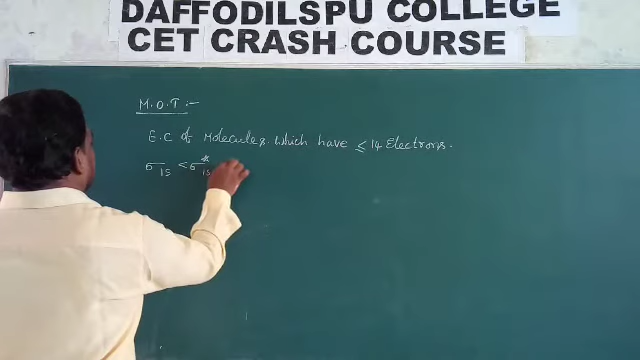 DAFFODILSPU COLLEGE
CET CRASH COURSE
M.O.T :-
E.C of Molecules which have ≤ 14 Electrons.
σ1s < σ*1s